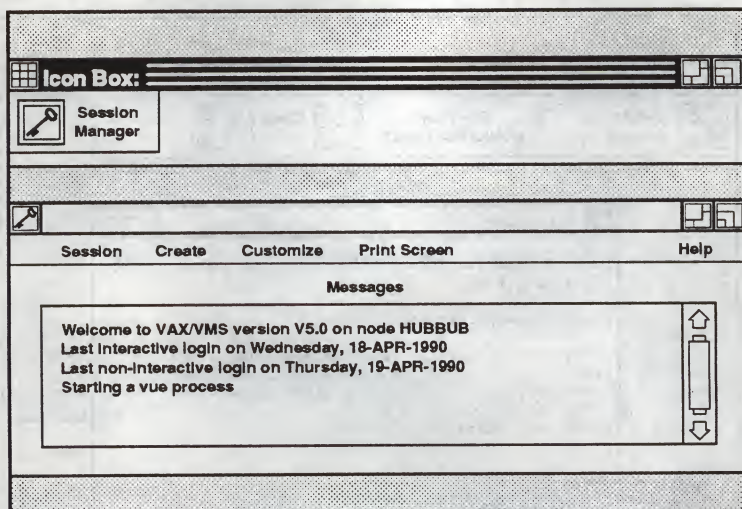 Icon Box:
Session
Manager
Session Create Customize Print Screen Help
Messages
Welcome to VAX/VMS version V5.0 on node HUBBUB
Last interactive login on Wednesday, 18-APR-1990
Last non-interactive login on Thursday, 19-APR-1990
Starting a vue process